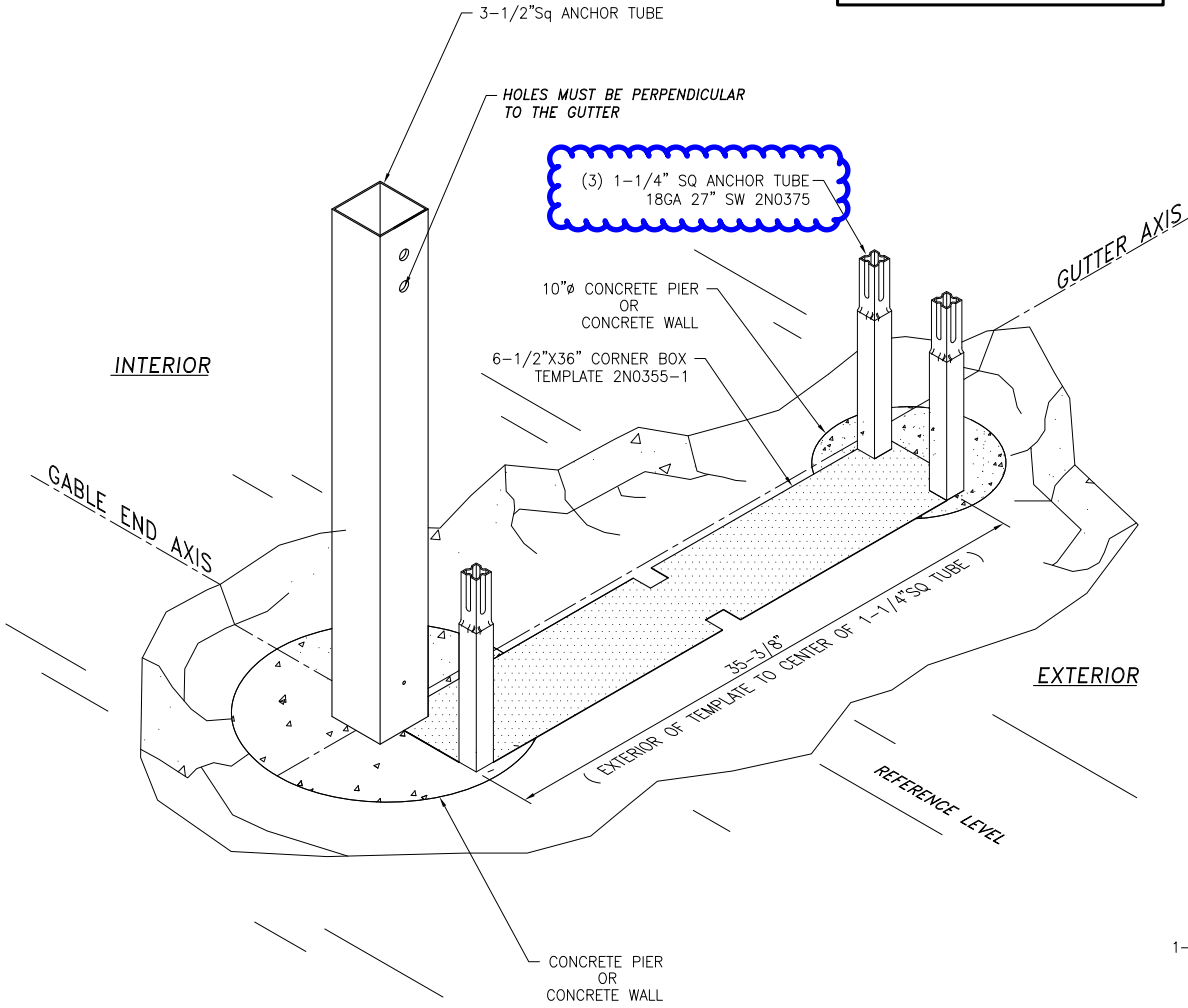 3-1/2"Sq ANCHOR TUBE
HOLES MUST BE PERPENDICULAR
TO THE GUTTER
(3) 1-1/4" SQ ANCHOR TUBE
18GA 27" SW 2N0375
GUTTER AXIS
10"ø CONCRETE PIER
OR
CONCRETE WALL
6-1/2"X36" CORNER BOX
TEMPLATE 2N0355-1
INTERIOR
GABLE END AXIS
35-3/8"
( EXTERIOR OF TEMPLATE TO CENTER OF 1-1/4"SQ TUBE )
EXTERIOR
REFERENCE LEVEL
CONCRETE PIER
OR
CONCRETE WALL
1-